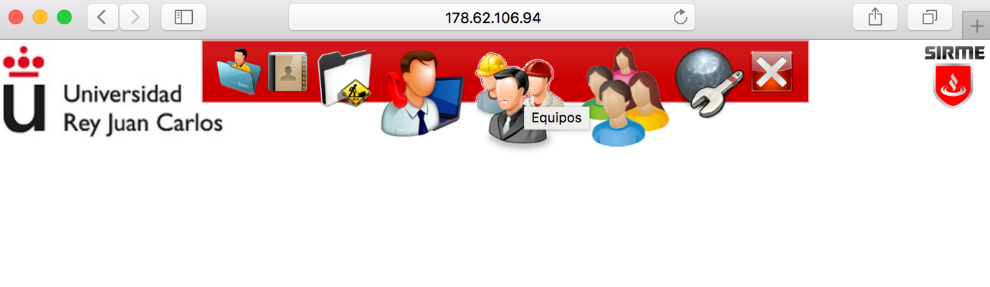 178.62.106.94
SIRME
Universidad
Rey Juan Carlos
Equipos